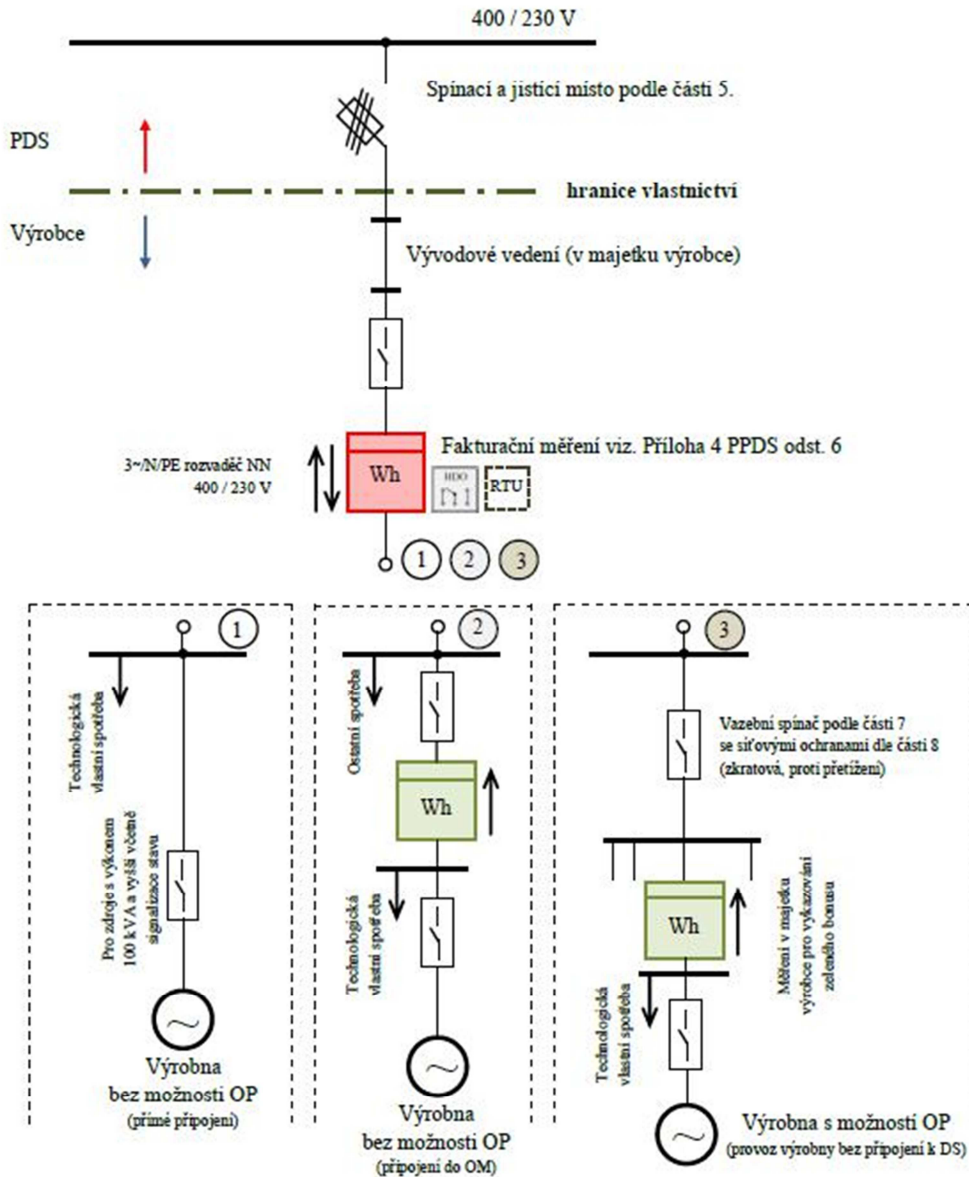 400 / 230 V
Spínací a jistící místo podle části 5.
PDS
hranice vlastnictví
Výrobce
Vývodové vedení (v majetku výrobce)
Fakturační měření viz. Příloha 4 PPDS odst. 6
3~/N/PE rozvaděč NN
400 / 230 V
Wh
HDO
RTU
1
2
3
1
Technologická
vlastní spotřeba
Pro zdroje s výkonem
100 kVA a vyšší včetně
signalizace stavu
Výrobna
bez možnosti OP
(přímé připojení)
2
Ostatní spotřeba
Wh
Technologická
vlastní spotřeba
Výrobna
bez možnosti OP
(připojení do OM)
3
Vazební spínač podle části 7
se síťovými ochranami dle části 8
(zkratová, proti přetížení)
Wh
Měření v majetku
výrobce pro vykazování
zeleného bonusu
Technologická
vlastní spotřeba
Výrobna s možností OP
(provoz výrobny bez připojení k DS)